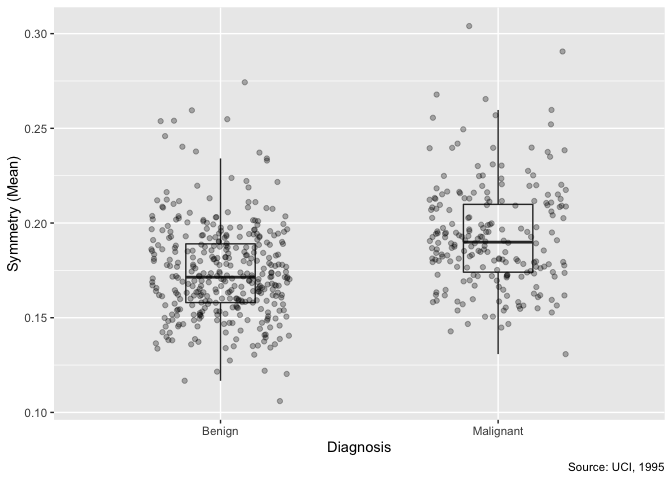 Symmetry (Mean)
0.30
0.25
0.20
0.15
0.10
Benign
Malignant
Diagnosis
Source: UCI, 1995